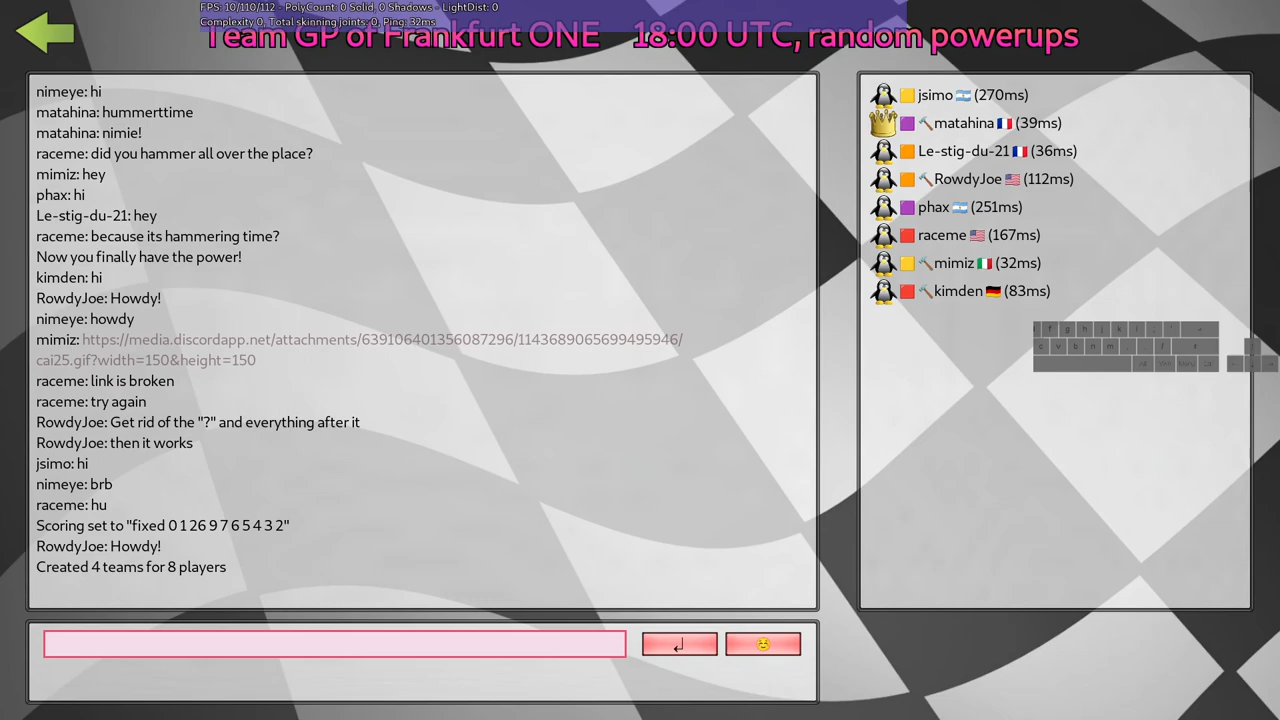 FPS: 10/110/112 - PolyCount: 0 Solid, 0 Shadows - LightDist: 0
Complexity 0, Total skinning joints: 0, Ping: 32ms
Team GP of Frankfurt ONE 18:00 UTC, random powerups
nimeye: hi
matahina: hummerttime
matahina: nimie!
raceme: did you hammer all over the place?
mimiz: hey
phax: hi
Le-stig-du-21: hey
raceme: because its hammering time?
Now you finally have the power!
kimden: hi
RowdyJoe: Howdy!
nimeye: howdy
mimiz: https://media.discordapp.net/attachments/639106401356087296/1143689065699495946/
cai25.gif?width=150&height=150
raceme: link is broken
raceme: try again
RowdyJoe: Get rid of the "?" and everything after it
RowdyJoe: then it works
jsimo: hi
nimeye: brb
raceme: hu
Scoring set to "fixed 0 1 26 9 7 6 5 4 3 2"
RowdyJoe: Howdy!
Created 4 teams for 8 players
jsimo (270ms)
matahina (39ms)
Le-stig-du-21 (36ms)
RowdyJoe (112ms)
phax (251ms)
raceme (167ms)
mimiz (32ms)
kimden (83ms)
f g h j k l ; '
c v b n m , . / r